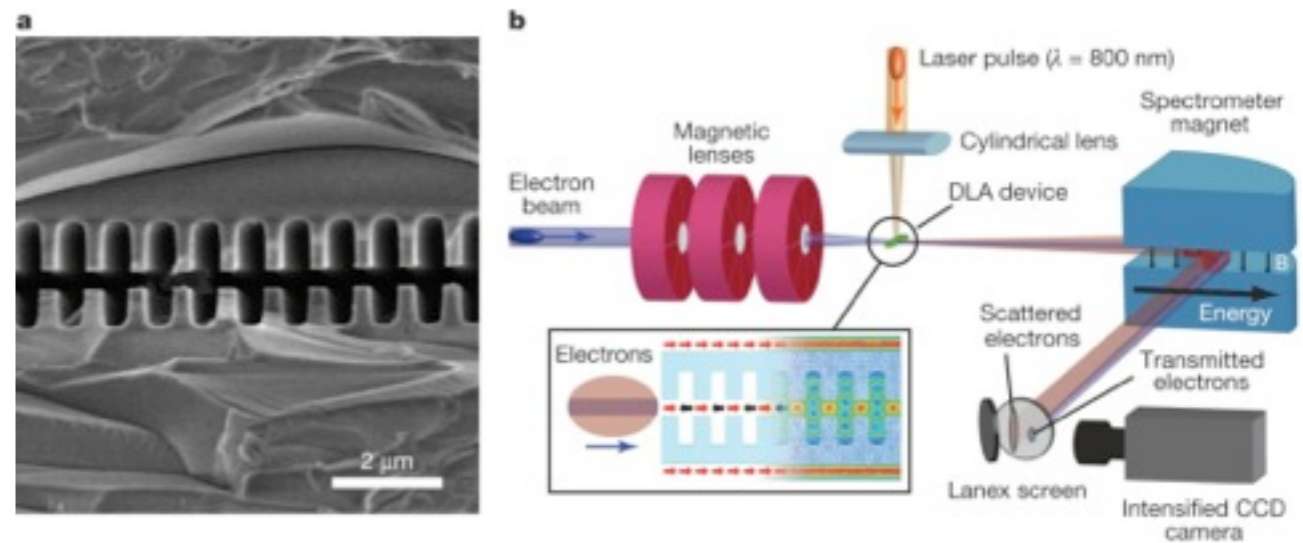 a
2 μm
b
Laser pulse (λ = 800 nm)
Spectrometer
magnet
Magnetic
lenses
Cylindrical lens
Electron
beam
DLA device
B
Energy
Scattered
electrons
Transmitted
electrons
Electrons
Lanex screen
Intensified CCD
camera